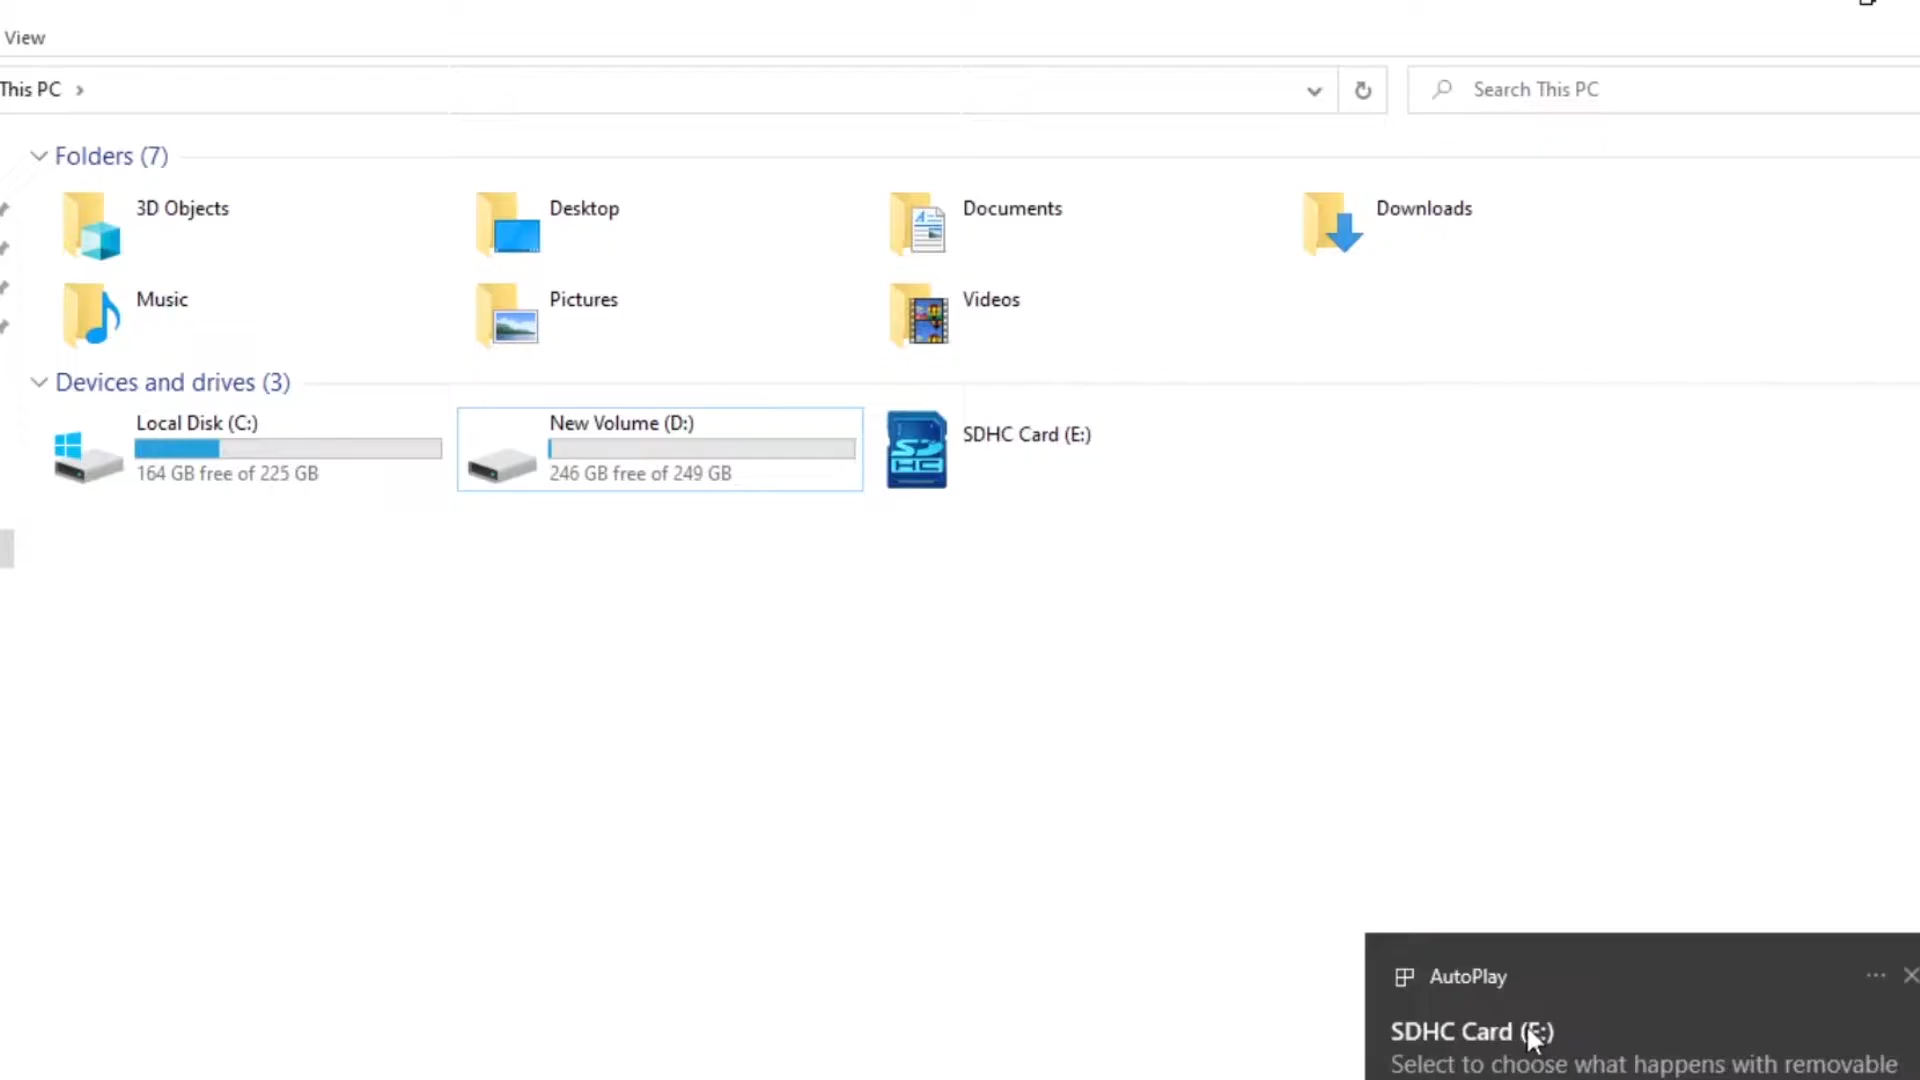 View
This PC
Search This PC
Folders (7)
3D Objects
Desktop
Documents
Downloads
Music
Pictures
Videos
Devices and drives (3)
Local Disk (C:)
164 GB free of 225 GB
New Volume (D:)
246 GB free of 249 GB
SD
HC
SDHC Card (E:)
AutoPlay
SDHC Card (E:)
Select to choose what happens with removable